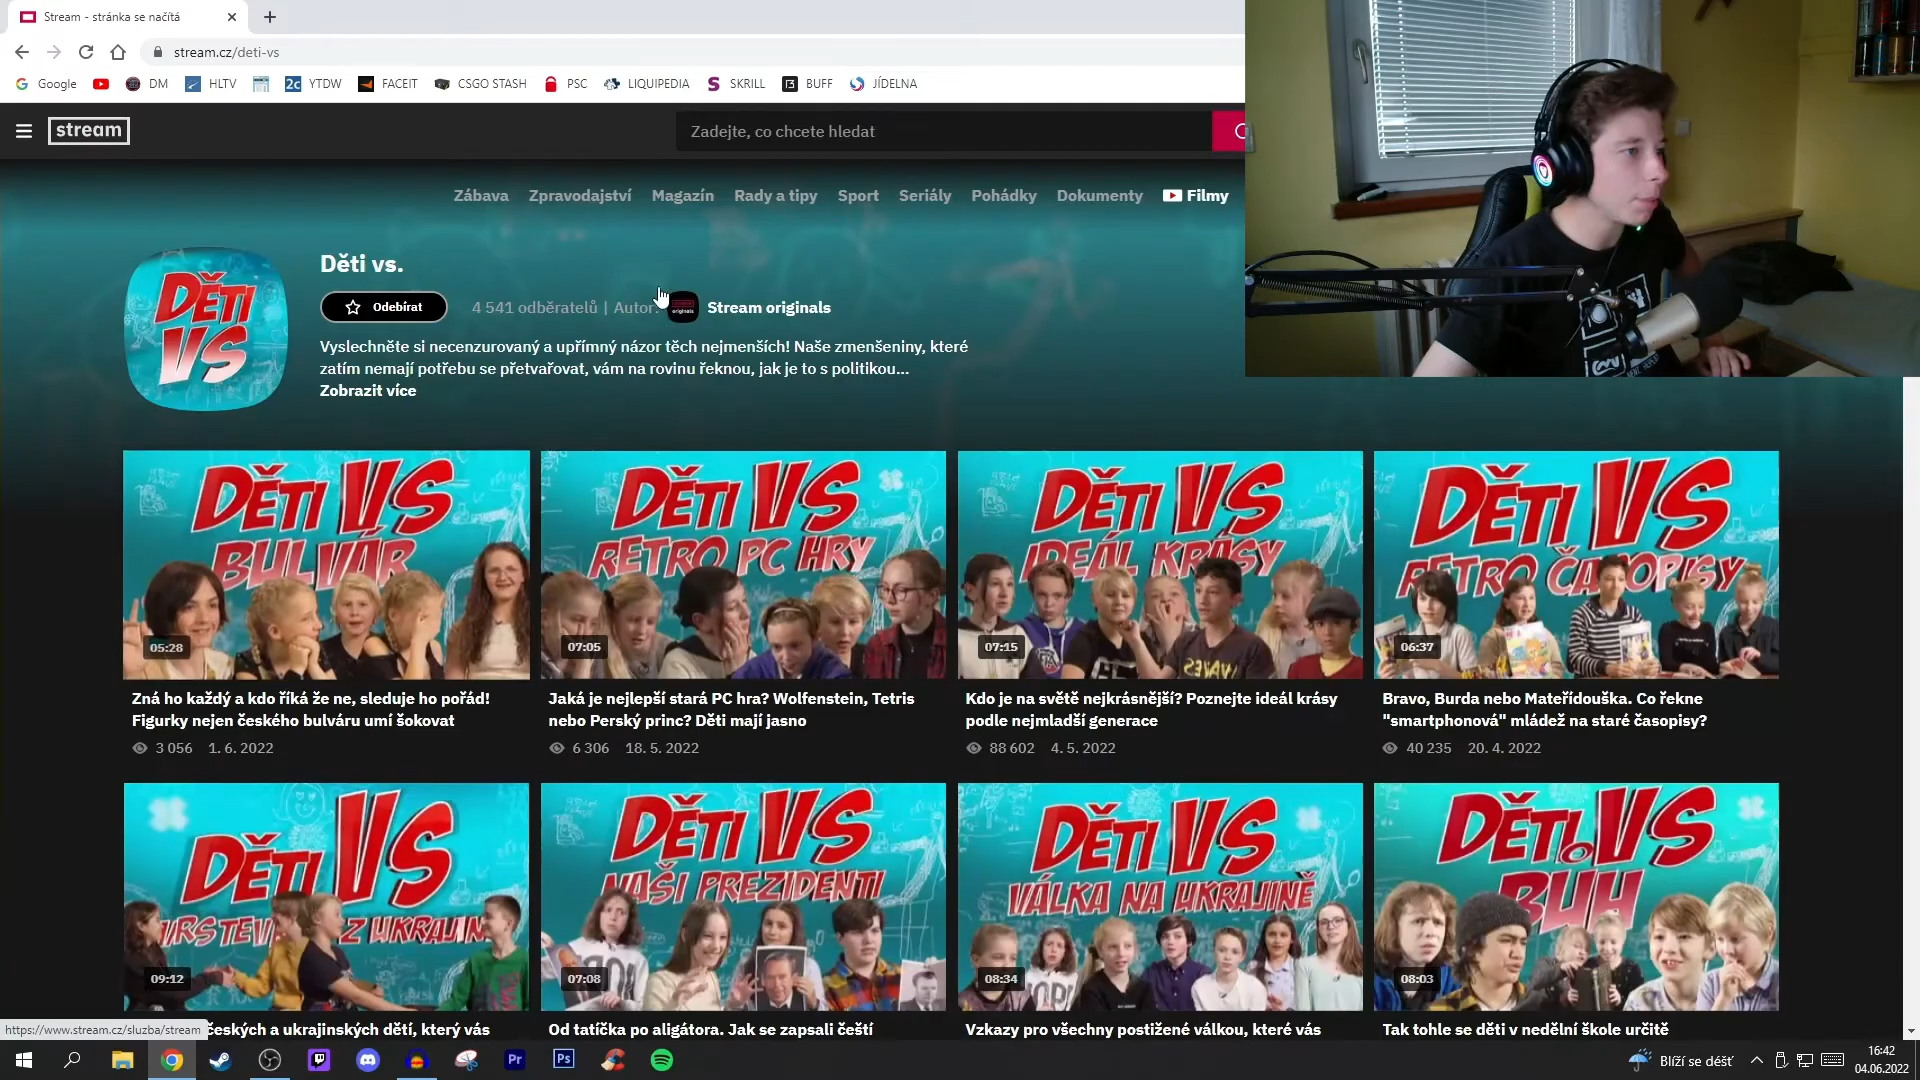 Stream - stránka se načítá
stream.cz/deti-vs
Google DM HLTV YTDW FACEIT CSGO STASH PSC LIQUIPEDIA SKRILL BUFF JÍDELNA
stream
Zadejte, co chcete hledat
Zábava Zpravodajství Magazín Rady a tipy Sport Seriály Pohádky Dokumenty Filmy
DĚTI
VS
Děti vs.
Odebírat
4 541 odběratelů | Autor: Stream originals
Vyslechněte si necenzurovaný a upřímný názor těch nejmenších! Naše zmenšeniny, které
zatím nemají potřebu se přetvařovat, vám na rovinu řeknou, jak je to s politikou...
Zobrazit více
DĚTI VS
BULVÁR
05:28
Zná ho každý a kdo říká že ne, sleduje ho pořád!
Figurky nejen českého bulváru umí šokovat
3 056 1. 6. 2022
DĚTI VS
RETRO PC HRY
07:05
Jaká je nejlepší stará PC hra? Wolfenstein, Tetris
nebo Perský princ? Děti mají jasno
6 306 18. 5. 2022
DĚTI VS
IDEÁL KRÁSY
07:15
Kdo je na světě nejkrásnější? Poznejte ideál krásy
podle nejmladší generace
88 602 4. 5. 2022
DĚTI VS
RETRO ČASOPISY
06:37
Bravo, Burda nebo Mateřídouška. Co řekne
"smartphonová" mládež na staré časopisy?
40 235 20. 4. 2022
DĚTI VS
Z UKRAJIN
09:12
českých a ukrajinských dětí, který vás
DĚTI VS
NAŠI PREZIDENTI
07:08
Od tatíčka po aligátora. Jak se zapsali čeští
DĚTI VS
VÁLKA NA UKRAJINĚ
08:34
Vzkazy pro všechny postižené válkou, které vás
DĚTI VS
BŮH
08:03
Tak tohle se děti v nedělní škole určitě
https://www.stream.cz/sluzba/stream
Pr
Ps
Blíží se déšť
16:42
04.06.2022